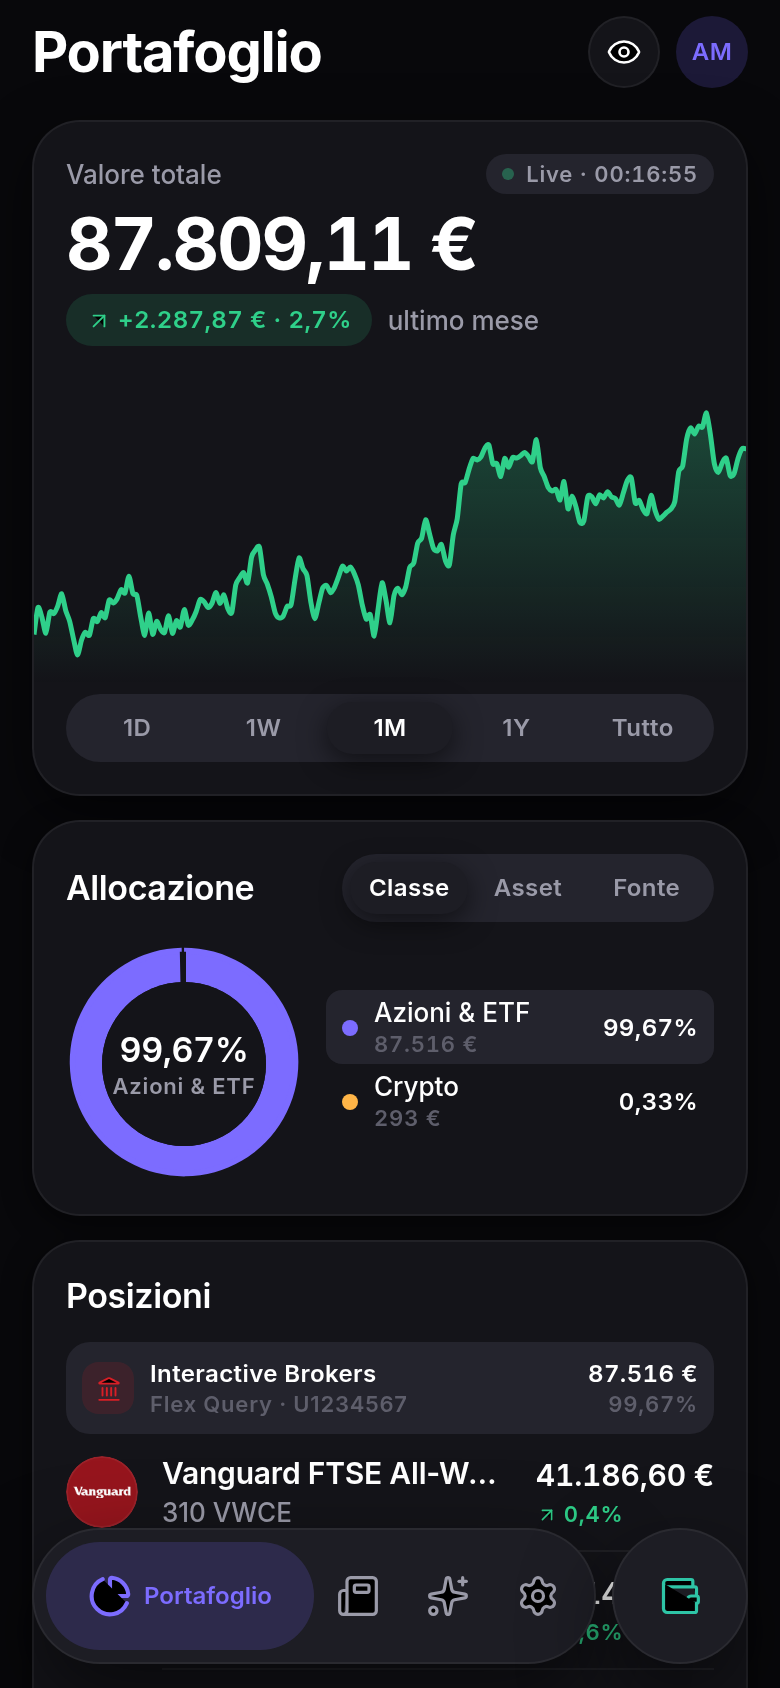 Portafoglio
AM
Valore totale
Live · 00:16:55
87.809,11 €
+2.287,87 € · 2,7%
ultimo mese
1D 1W 1M 1Y Tutto
Allocazione
Classe Asset Fonte
99,67%
Azioni & ETF
Azioni & ETF
87.516 €
99,67%
Crypto
293 €
0,33%
Posizioni
Interactive Brokers
87.516 €
Flex Query · U1234567
99,67%
Vanguard
Vanguard FTSE All-W...
41.186,60 €
310 VWCE
0,4%
Portafoglio